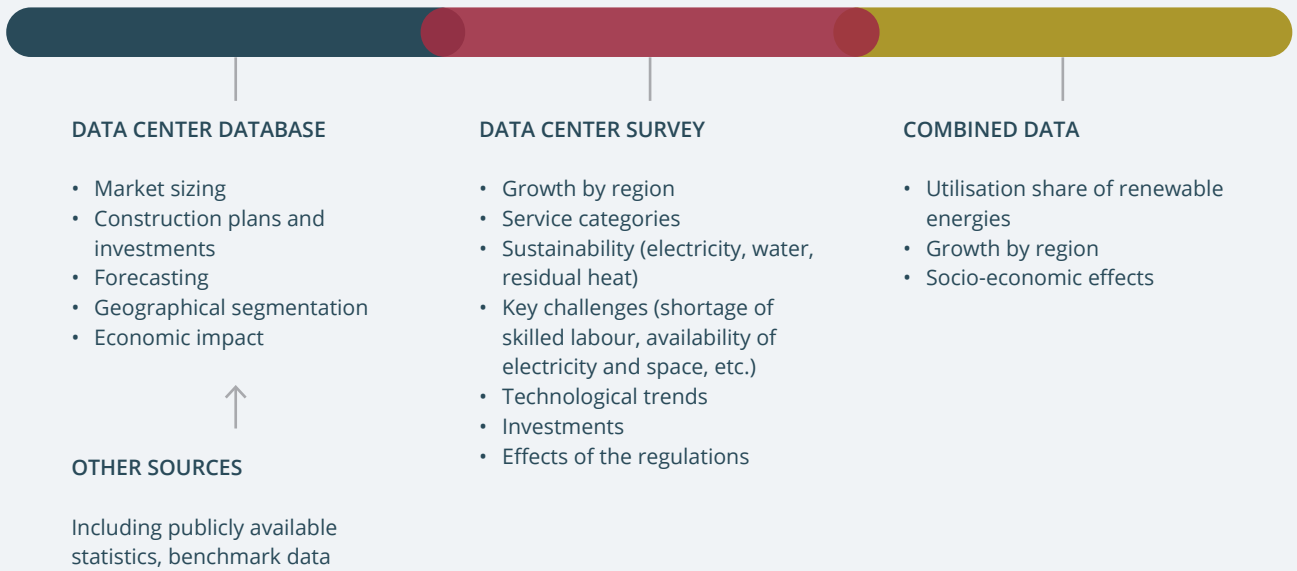 DATA CENTER DATABASE
• Market sizing
• Construction plans and
investments
• Forecasting
• Geographical segmentation
• Economic impact
OTHER SOURCES
Including publicly available
statistics, benchmark data
DATA CENTER SURVEY
• Growth by region
• Service categories
• Sustainability (electricity, water,
residual heat)
• Key challenges (shortage of
skilled labour, availability of
electricity and space, etc.)
• Technological trends
• Investments
• Effects of the regulations
COMBINED DATA
• Utilisation share of renewable
energies
• Growth by region
• Socio-economic effects